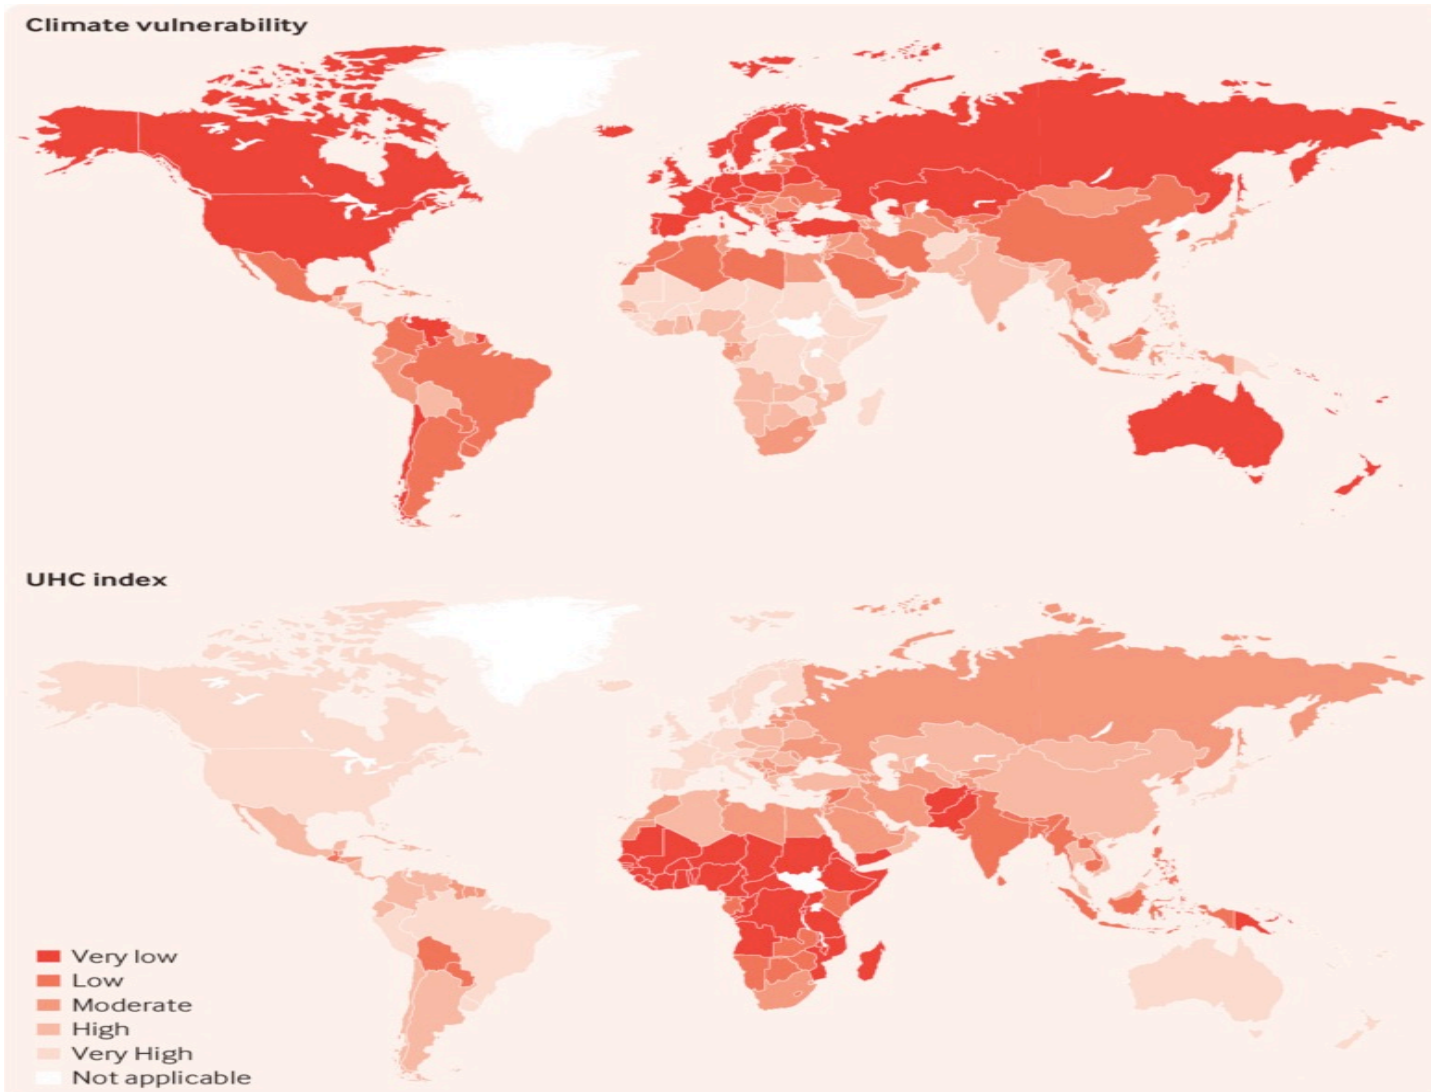 Climate vulnerability
UHC index
Very low
Low
Moderate
High
Very High
Not applicable